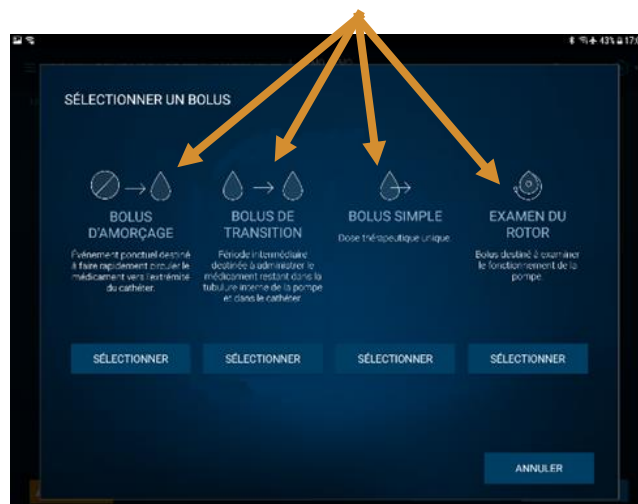 43% 17:0
SÉLECTIONNER UN BOLUS
BOLUS
D'AMORÇAGE
Événement ponctuel destiné
à faire rapidement circuler le
médicament vers l'extrémité
du cathéter.
BOLUS DE
TRANSITION
Période intermédiaire
destinée à administrer le
médicament restant dans la
tubulure interne de la pompe
et dans le cathéter.
BOLUS SIMPLE
Dose thérapeutique unique.
EXAMEN DU
ROTOR
Bolus destiné à examiner
le fonctionnement de la
pompe.
SÉLECTIONNER
SÉLECTIONNER
SÉLECTIONNER
SÉLECTIONNER
ANNULER